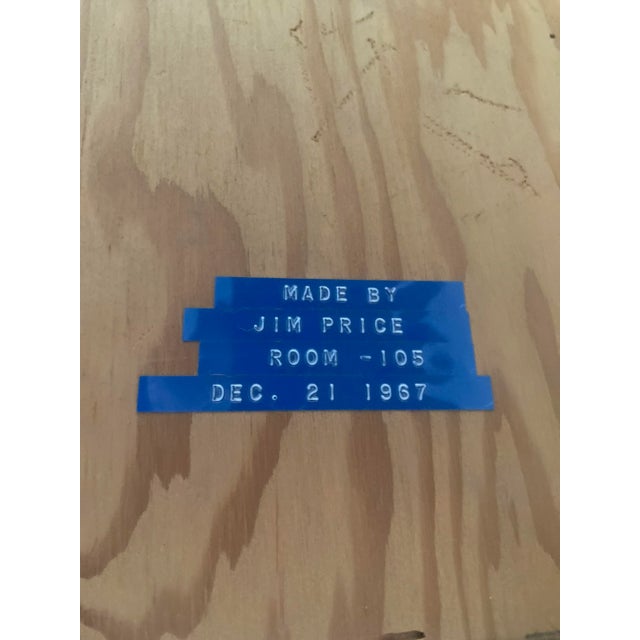 MADE BY
JIM PRICE
ROOM -105
DEC. 21 1967